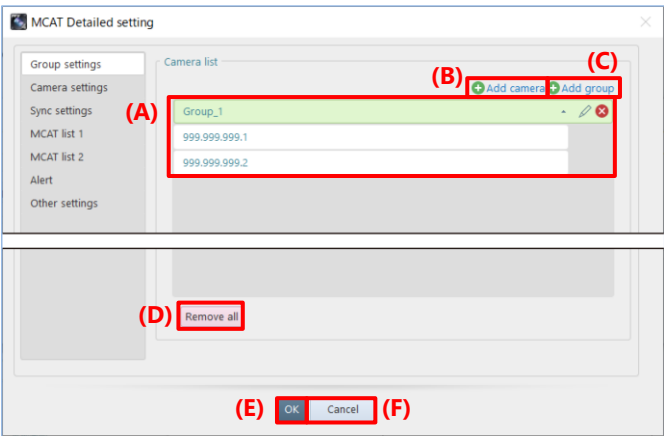 MCAT Detailed setting
Group settings
Camera settings
Sync settings
MCAT list 1
MCAT list 2
Alert
Other settings
Camera list
(B) Add camera (C) Add group
(A) Group_1
999.999.999.1
999.999.999.2
(D) Remove all
(E) OK Cancel (F)